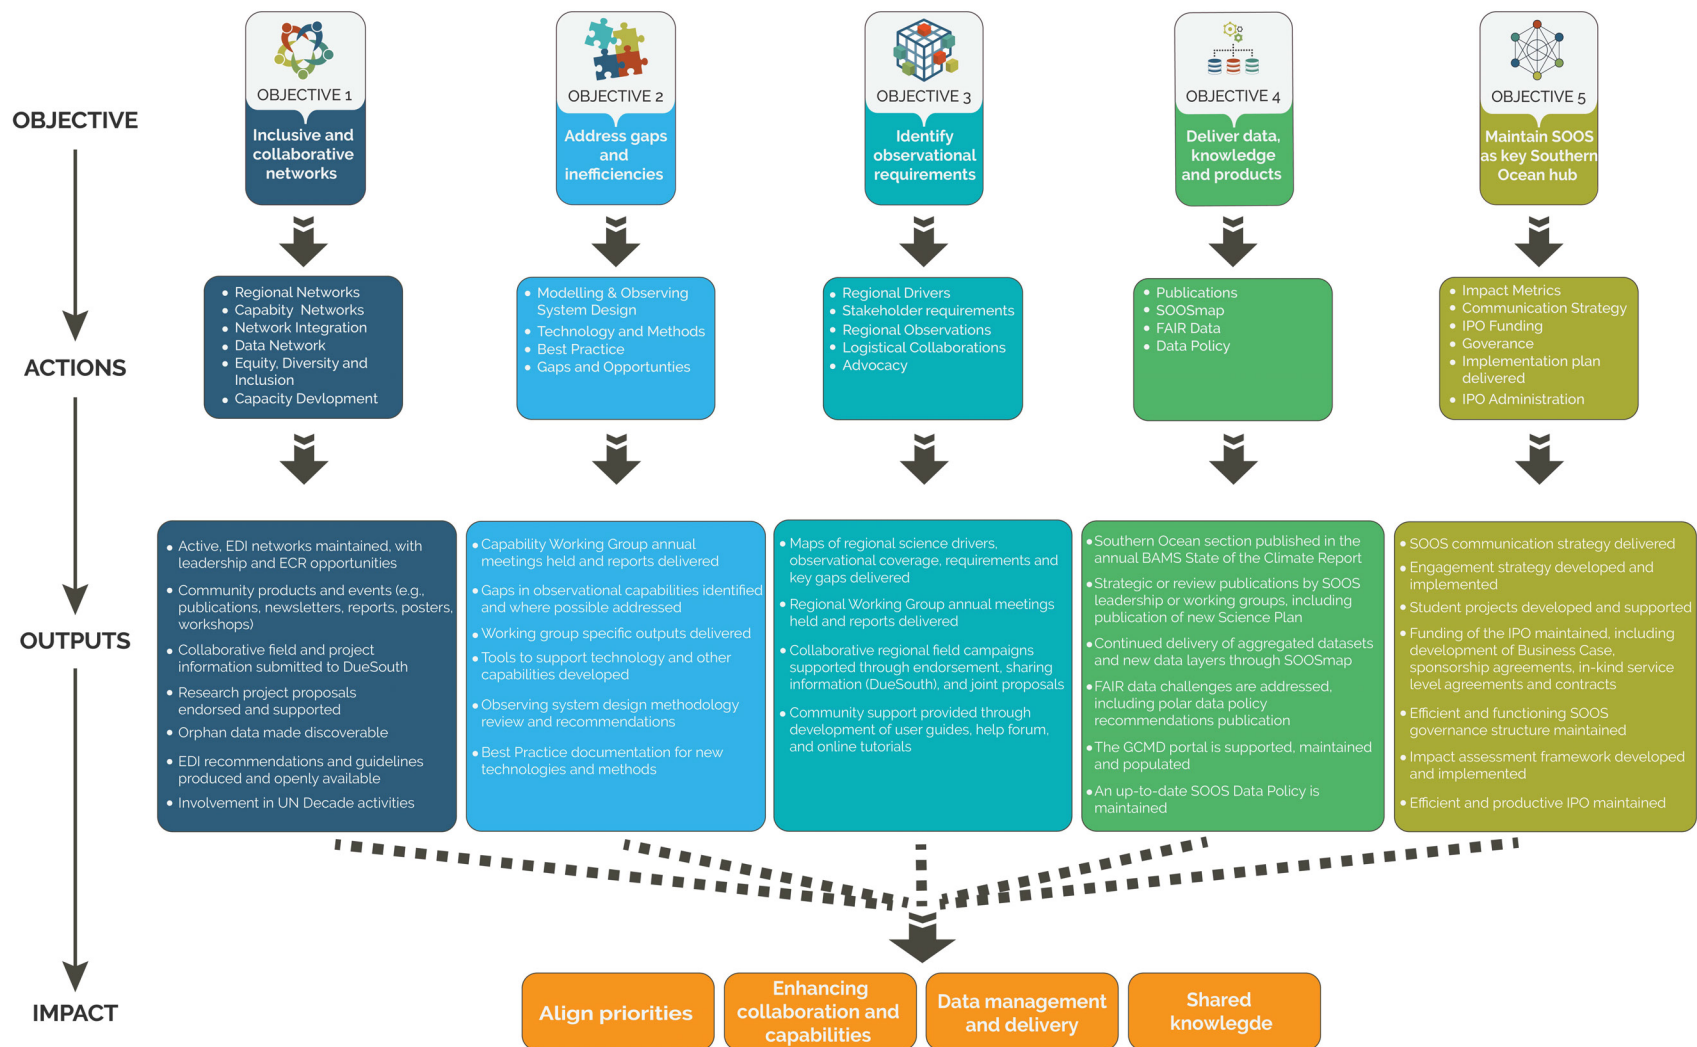 OBJECTIVE
OBJECTIVE 1
Inclusive and
collaborative
networks
OBJECTIVE 2
Address gaps
and
inefficiencies
OBJECTIVE 3
Identify
observational
requirements
OBJECTIVE 4
Deliver data,
knowledge
and products
OBJECTIVE 5
Maintain SOOS
as key Southern
Ocean hub
ACTIONS
• Regional Networks
• Capabity Networks
• Network Integration
• Data Network
• Equity, Diversity and
Inclusion
• Capacity Devlopment
• Modelling & Observing
System Design
• Technology and Methods
• Best Practice
• Gaps and Opportunties
• Regional Drivers
• Stakeholder requirements
• Regional Observations
• Logistical Collaborations
• Advocacy
• Publications
• SOOSmap
• FAIR Data
• Data Policy
• Impact Metrics
• Communication Strategy
• IPO Funding
• Goverance
• Implementation plan
delivered
• IPO Administration
OUTPUTS
• Active, EDI networks maintained, with
leadership and ECR opportunities
• Community products and events (e.g.,
publications, newsletters, reports, posters,
workshops)
• Collaborative field and project
information submitted to DueSouth
• Research project proposals
endorsed and supported
• Orphan data made discoverable
• EDI recommendations and guidelines
produced and openly available
• Involvement in UN Decade activities
• Capability Working Group annual
meetings held and reports delivered
• Gaps in observational capabilities identified
and where possible addressed
• Working group specific outputs delivered
• Tools to support technology and other
capabilities developed
• Observing system design methodology
review and recommendations
• Best Practice documentation for new
technologies and methods
• Maps of regional science drivers,
observational coverage, requirements and
key gaps delivered
• Regional Working Group annual meetings
held and reports delivered
• Collaborative regional field campaigns
supported through endorsement, sharing
information (DueSouth), and joint proposals
• Community support provided through
development of user guides, help forum,
and online tutorials
• Southern Ocean section published in the
annual BAMS State of the Climate Report
• Strategic or review publications by SOOS
leadership or working groups, including
publication of new Science Plan
• Continued delivery of aggregated datasets
and new data layers through SOOSmap
• FAIR data challenges are addressed,
including polar data policy
recommendations publication
• The GCMD portal is supported, maintained
and populated
• An up-to-date SOOS Data Policy is
maintained
• SOOS communication strategy delivered
• Engagement strategy developed and
implemented
• Student projects developed and supported
• Funding of the IPO maintained, including
development of Business Case,
sponsorship agreements, in-kind service
level agreements and contracts
• Efficient and functioning SOOS
governance structure maintained
• Impact assessment framework developed
and implemented
• Efficient and productive IPO maintained
IMPACT
Align priorities
Enhancing
collaboration and
capabilities
Data management
and delivery
Shared
knowlegde